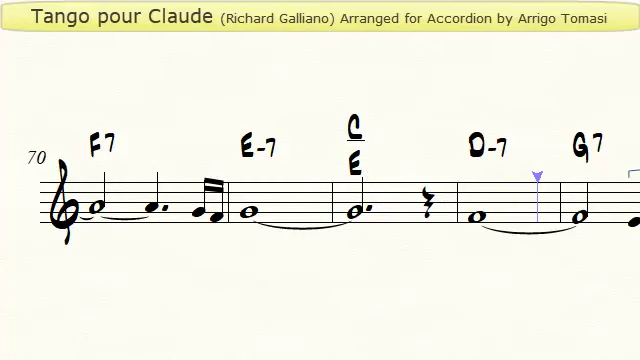 Tango pour Claude (Richard Galliano) Arranged for Accordion by Arrigo Tomasi
70
F7 E-7 C/E D-7 G7